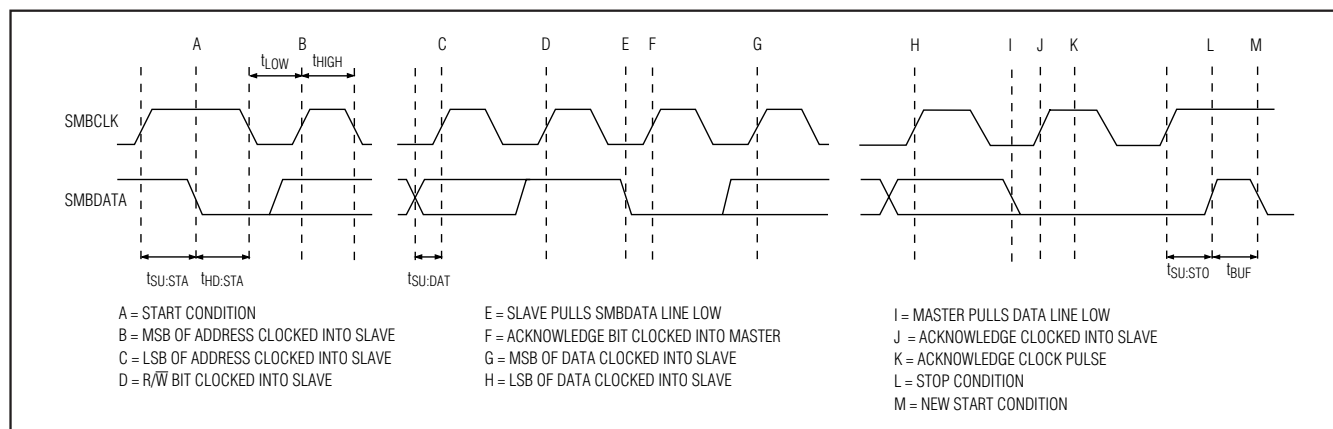 A B C D E F G H I J K L M
tLOW tHIGH
SMBCLK
SMBDATA
tSU:STA tHD:STA tSU:DAT tSU:STO tBUF
A = START CONDITION
B = MSB OF ADDRESS CLOCKED INTO SLAVE
C = LSB OF ADDRESS CLOCKED INTO SLAVE
D = R/W̅ BIT CLOCKED INTO SLAVE
E = SLAVE PULLS SMBDATA LINE LOW
F = ACKNOWLEDGE BIT CLOCKED INTO MASTER
G = MSB OF DATA CLOCKED INTO SLAVE
H = LSB OF DATA CLOCKED INTO SLAVE
I = MASTER PULLS DATA LINE LOW
J = ACKNOWLEDGE CLOCKED INTO SLAVE
K = ACKNOWLEDGE CLOCK PULSE
L = STOP CONDITION
M = NEW START CONDITION